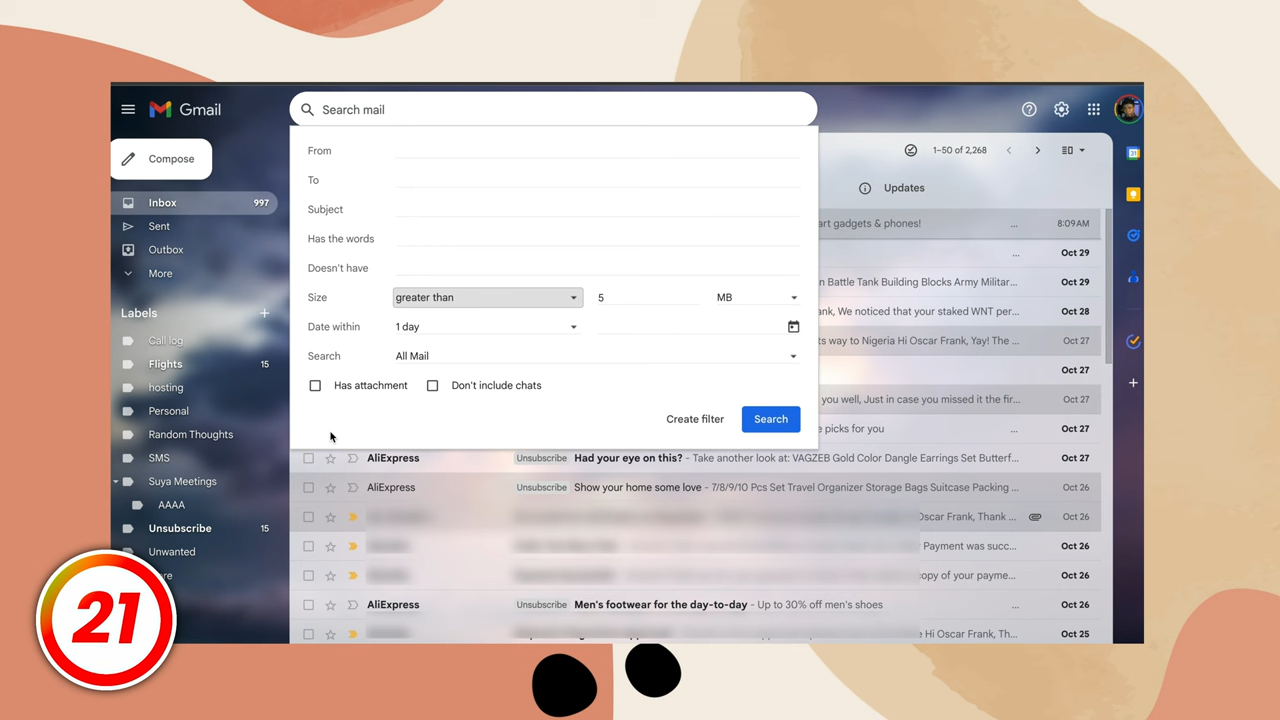 Gmail
Search mail
Compose
1–50 of 2,268
Inbox 997
Sent
Outbox
More
Labels
Call log
Flights 15
hosting
Personal
Random Thoughts
SMS
Suya Meetings
AAAA
Unsubscribe 15
Unwanted
From
To
Subject
Has the words
Doesn't have
Size greater than 5 MB
Date within 1 day
Search All Mail
Has attachment Don't include chats
Create filter Search
Updates
art gadgets & phones! ... 8:09 AM
... Oct 29
n Battle Tank Building Blocks Army Militar... Oct 29
ank, We noticed that your staked WNT per... Oct 28
ts way to Nigeria Hi Oscar Frank, Yay! The ... Oct 27
Oct 27
you well, Just in case you missed it the fir... Oct 27
e picks for you ... Oct 27
AliExpress Unsubscribe Had your eye on this? - Take another look at: VAGZEB Gold Color Dangle Earrings Set Butterf... Oct 27
AliExpress Unsubscribe Show your home some love - 7/8/9/10 Pcs Set Travel Organizer Storage Bags Suitcase Packing ... Oct 26
Oscar Frank, Thank ... Oct 26
Payment was succ... Oct 26
copy of your payme... Oct 26
AliExpress Unsubscribe Men's footwear for the day-to-day - Up to 30% off men's shoes ... Oct 26
Hi Oscar Frank, Th... Oct 25
21